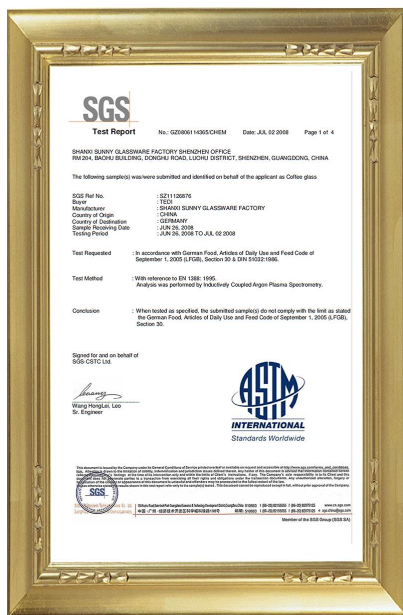 SGS
Test Report No.: GZ0806114365/CHEM Date: JUL 02 2008 Page 1 of 4
SHANXI SUNNY GLASSWARE FACTORY SHENZHEN OFFICE
RM 204, BAOHU BUILDING, DONGHU ROAD, LUOHU DISTRICT, SHENZHEN, GUANGDONG, CHINA
The following sample(s) was/were submitted and identified on behalf of the applicant as Coffee glass
SGS Ref No. : SZ11126876
Buyer : TEDI
Manufacturer : SHANXI SUNNY GLASSWARE FACTORY
Country of Origin : CHINA
Country of Destination : GERMANY
Sample Receiving Date : JUN 26, 2008
Testing Period : JUN 26, 2008 TO JUL 02 2008
Test Requested : In accordance with German Food, Articles of Daily Use and Feed Code of
September 1, 2005 (LFGB), Section 30 & DIN 51032:1986.
Test Method : With reference to EN 1388: 1995.
Analysis was performed by Inductively Coupled Argon Plasma Spectrometry.
Conclusion : When tested as specified, the submitted sample(s) do not comply with the limit as stated
the German Food, Articles of Daily Use and Feed Code of September 1, 2005 (LFGB),
Section 30.
Signed for and on behalf of
SGS-CSTC Ltd.
Wang HongLei, Leo
Sr. Engineer
ASTM
INTERNATIONAL
Standards Worldwide
SGS
Member of the SGS Group (SGS SA)